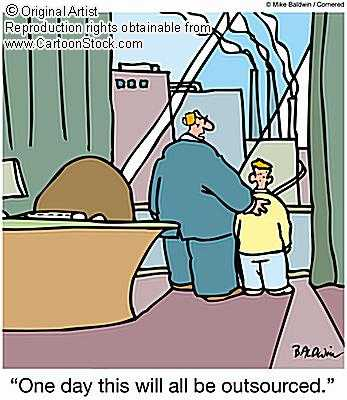 © Mike Baldwin / Cornered
© Original Artist
Reproduction rights obtainable from
www.CartoonStock.com
BALDWIN
“One day this will all be outsourced.”